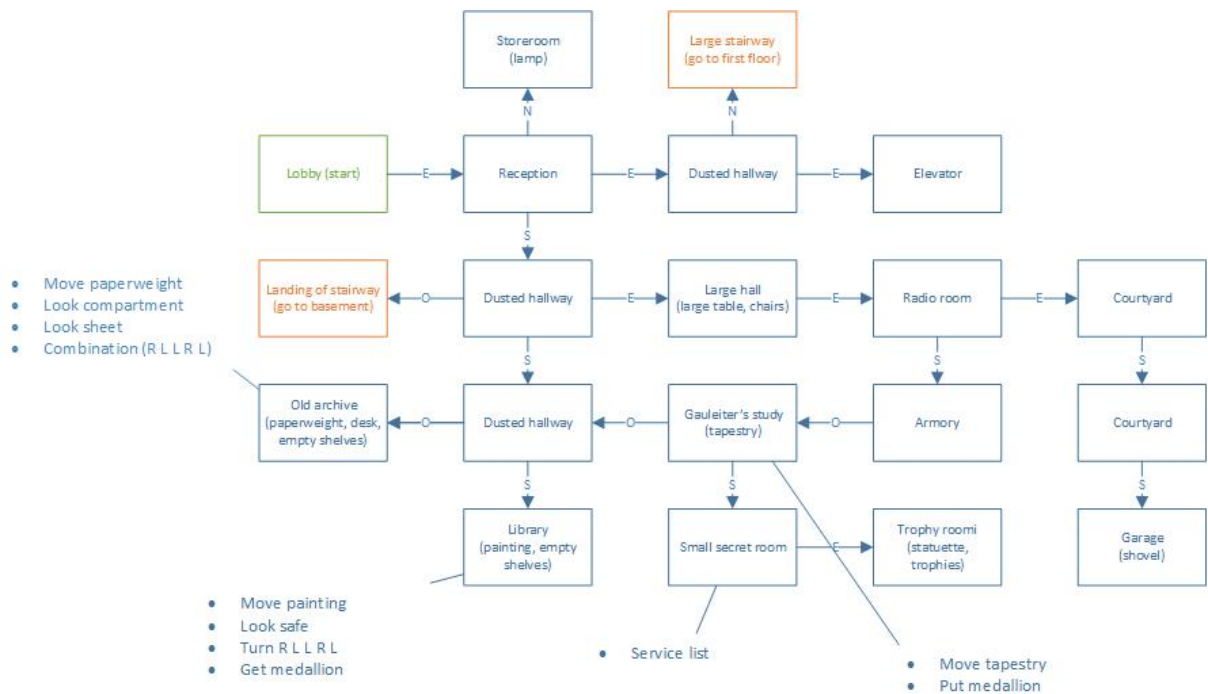 Storeroom
(lamp)
Large stairway
(go to first floor)
N
N
Lobby (start)
E
Reception
E
Dusted hallway
E
Elevator
S
• Move paperweight
• Look compartment
• Look sheet
• Combination (R L L R L)
Landing of stairway
(go to basement)
O
Dusted hallway
E
Large hall
(large table, chairs)
E
Radio room
E
Courtyard
S
S
S
Old archive
(paperweight, desk,
empty shelves)
O
Dusted hallway
O
Gauleiter's study
(tapestry)
O
Armory
Courtyard
S
S
S
Library
(painting, empty
shelves)
Small secret room
E
Trophy roomi
(statuette,
trophies)
Garage
(shovel)
• Move painting
• Look safe
• Turn R L L R L
• Get medallion
• Service list
• Move tapestry
• Put medallion